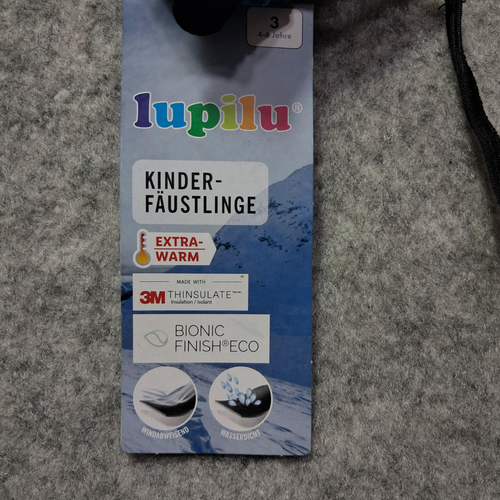 3
4-6 Jahre
lupilu®
KINDER-
FÄUSTLINGE
EXTRA-
WARM
MADE WITH
3M THINSULATE
Insulation / Isolant
BIONIC
FINISH®ECO
WINDABWEISEND
WASSERDICHT